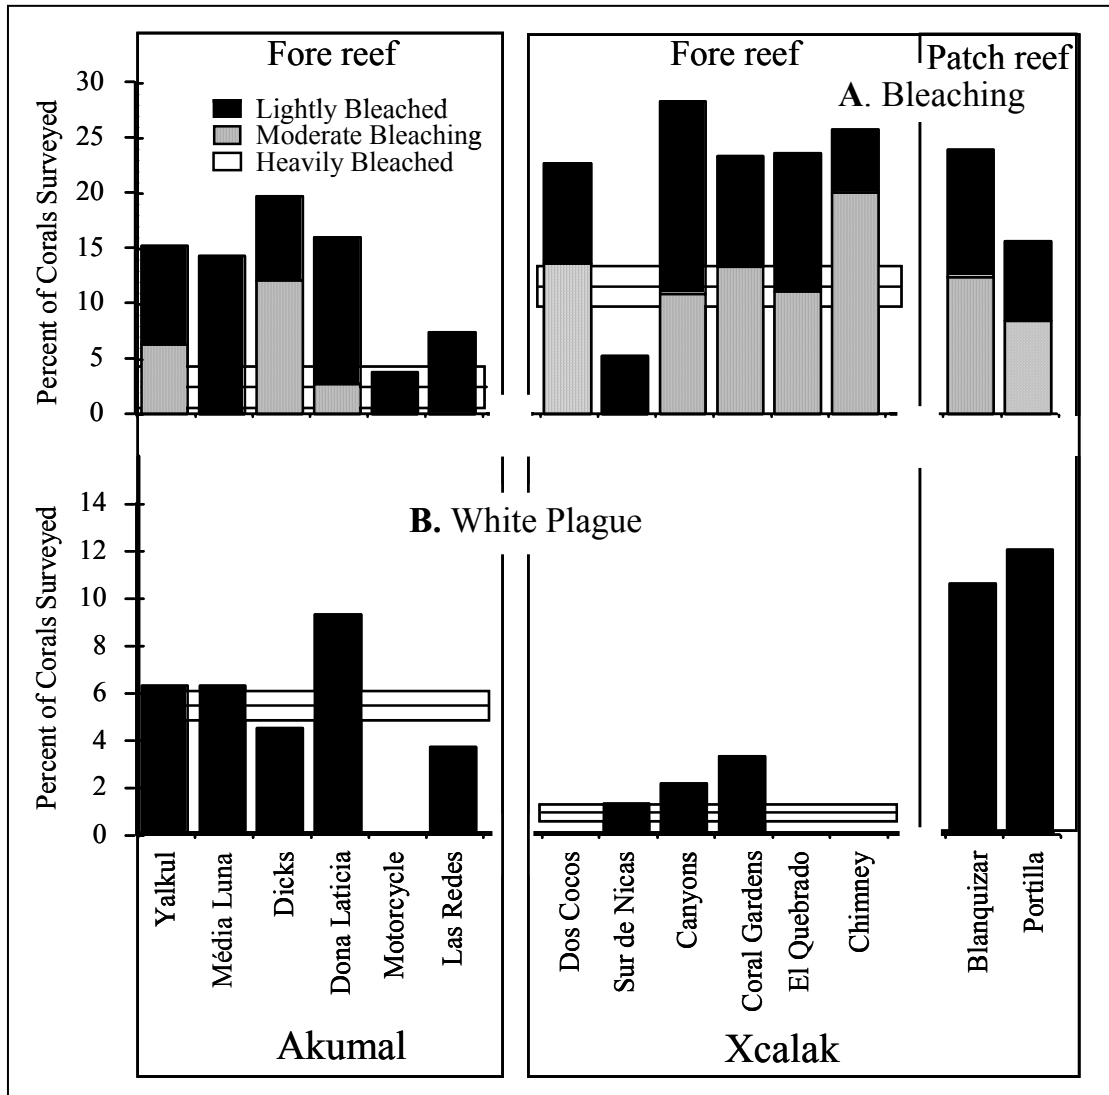 Fore reef
Fore reef
Patch reef
A. Bleaching
Lightly Bleached
Moderate Bleaching
Heavily Bleached
Percent of Corals Surveyed
30
25
20
15
10
5
0
B. White Plague
Percent of Corals Surveyed
14
12
10
8
6
4
2
0
Yalkul
Média Luna
Dicks
Dona Laticia
Motorcycle
Las Redes
Dos Cocos
Sur de Nicas
Canyons
Coral Gardens
El Quebrado
Chimney
Blanquizar
Portilla
Akumal
Xcalak